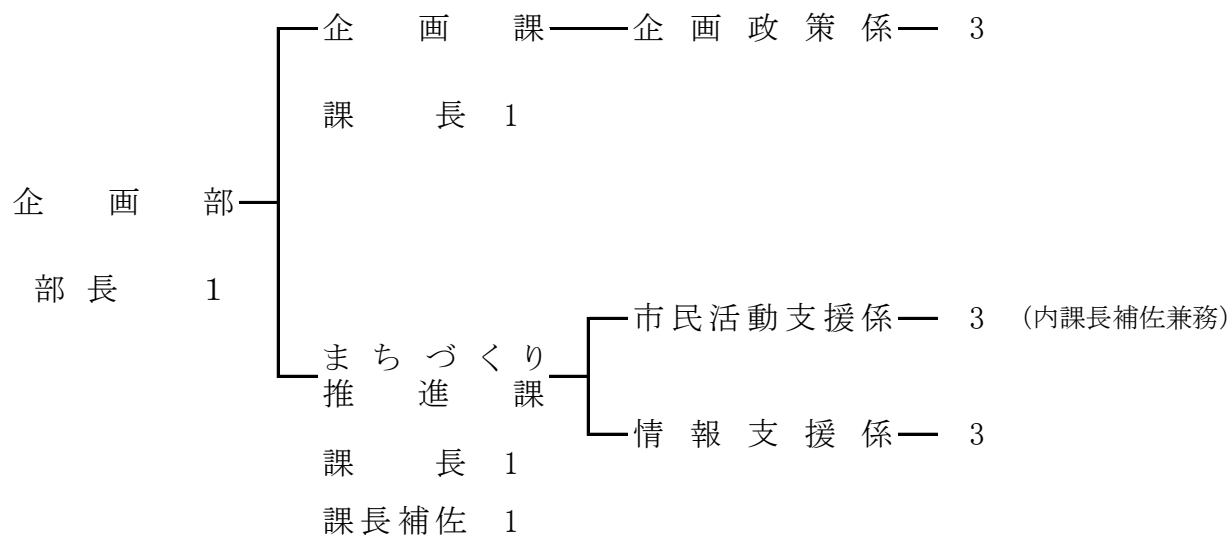 企画課 企画政策係 3
課長 1
企画部
部長 1
市民活動支援係 3 (内課長補佐兼務)
まちづくり
推進課
情報支援係 3
課長 1
課長補佐 1